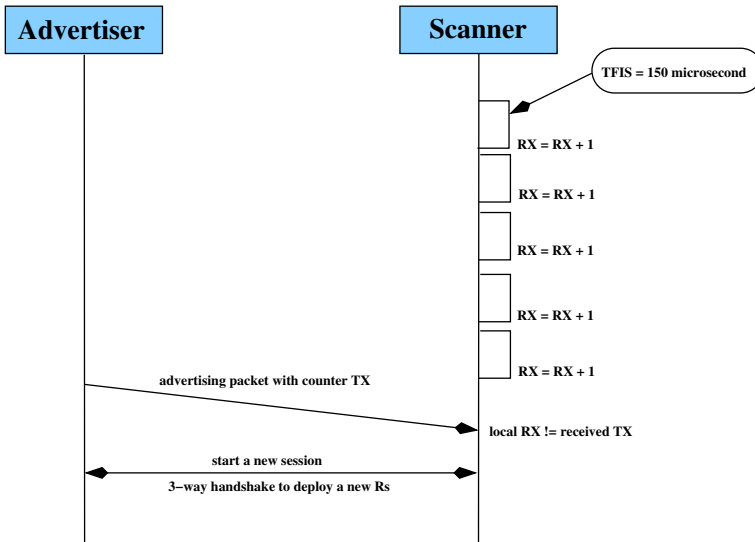 Advertiser
Scanner
TFIS = 150 microsecond
RX = RX + 1
RX = RX + 1
RX = RX + 1
RX = RX + 1
RX = RX + 1
advertising packet with counter TX
local RX != received TX
start a new session
3−way handshake to deploy a new Rs